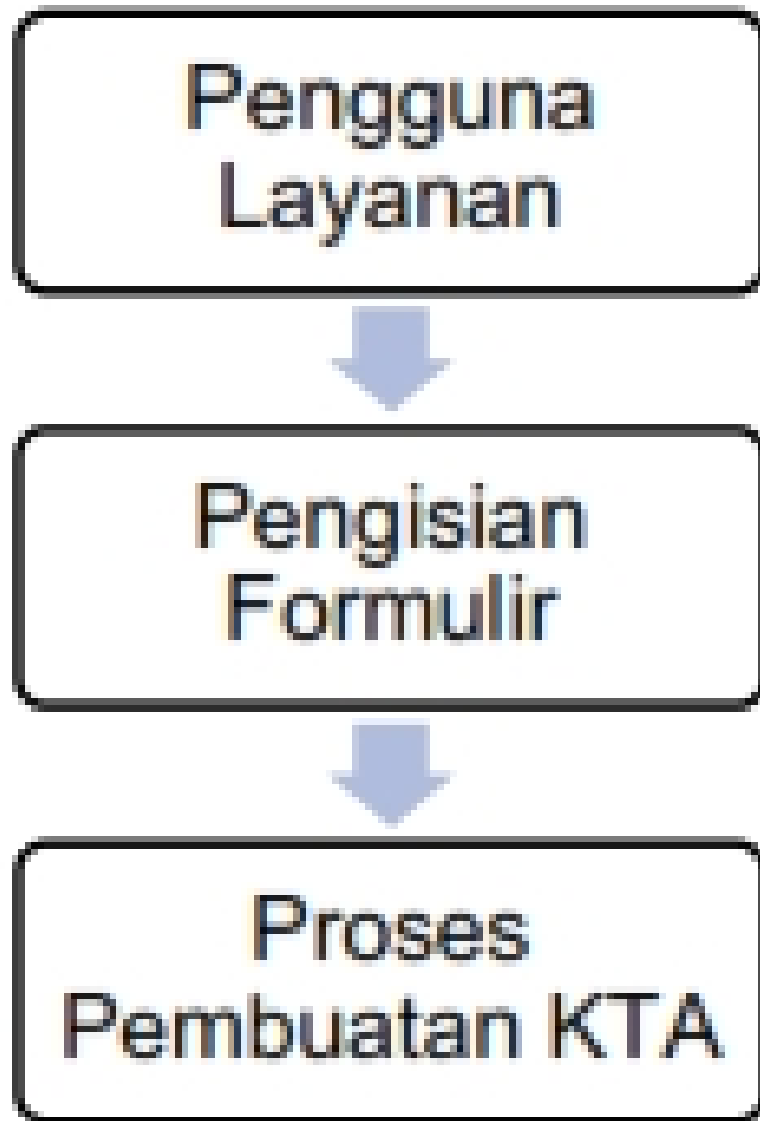 Pengguna
Layanan
Pengisian
Formulir
Proses
Pembuatan KTA